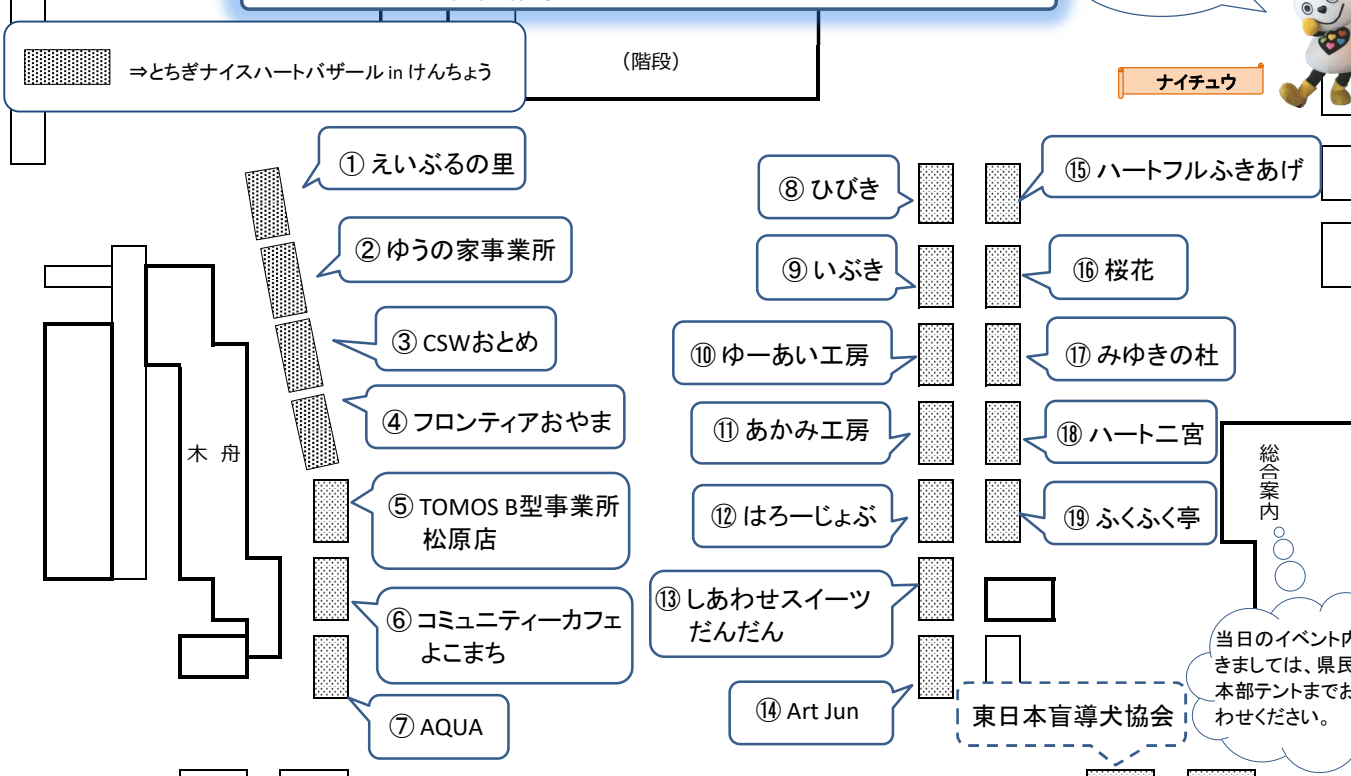 ⇒とちぎナイスハートバザール in けんちょう
（階段）
ナイチュウ
① えいぶるの里
② ゆうの家事業所
③ CSWおとめ
④ フロンティアおやま
⑤ TOMOS B型事業所
松原店
⑥ コミュニティーカフェ
よこまち
⑦ AQUA
木 舟
⑧ ひびき
⑨ いぶき
⑩ ゆーあい工房
⑪ あかみ工房
⑫ はろーじょぶ
⑬ しあわせスイーツ
だんだん
⑭ Art Jun
⑮ ハートフルふきあげ
⑯ 桜花
⑰ みゆきの杜
⑱ ハート二宮
⑲ ふくふく亭
総合案内
東日本盲導犬協会
当日のイベント内
きましては、県民
本部テントまでお
わせください。